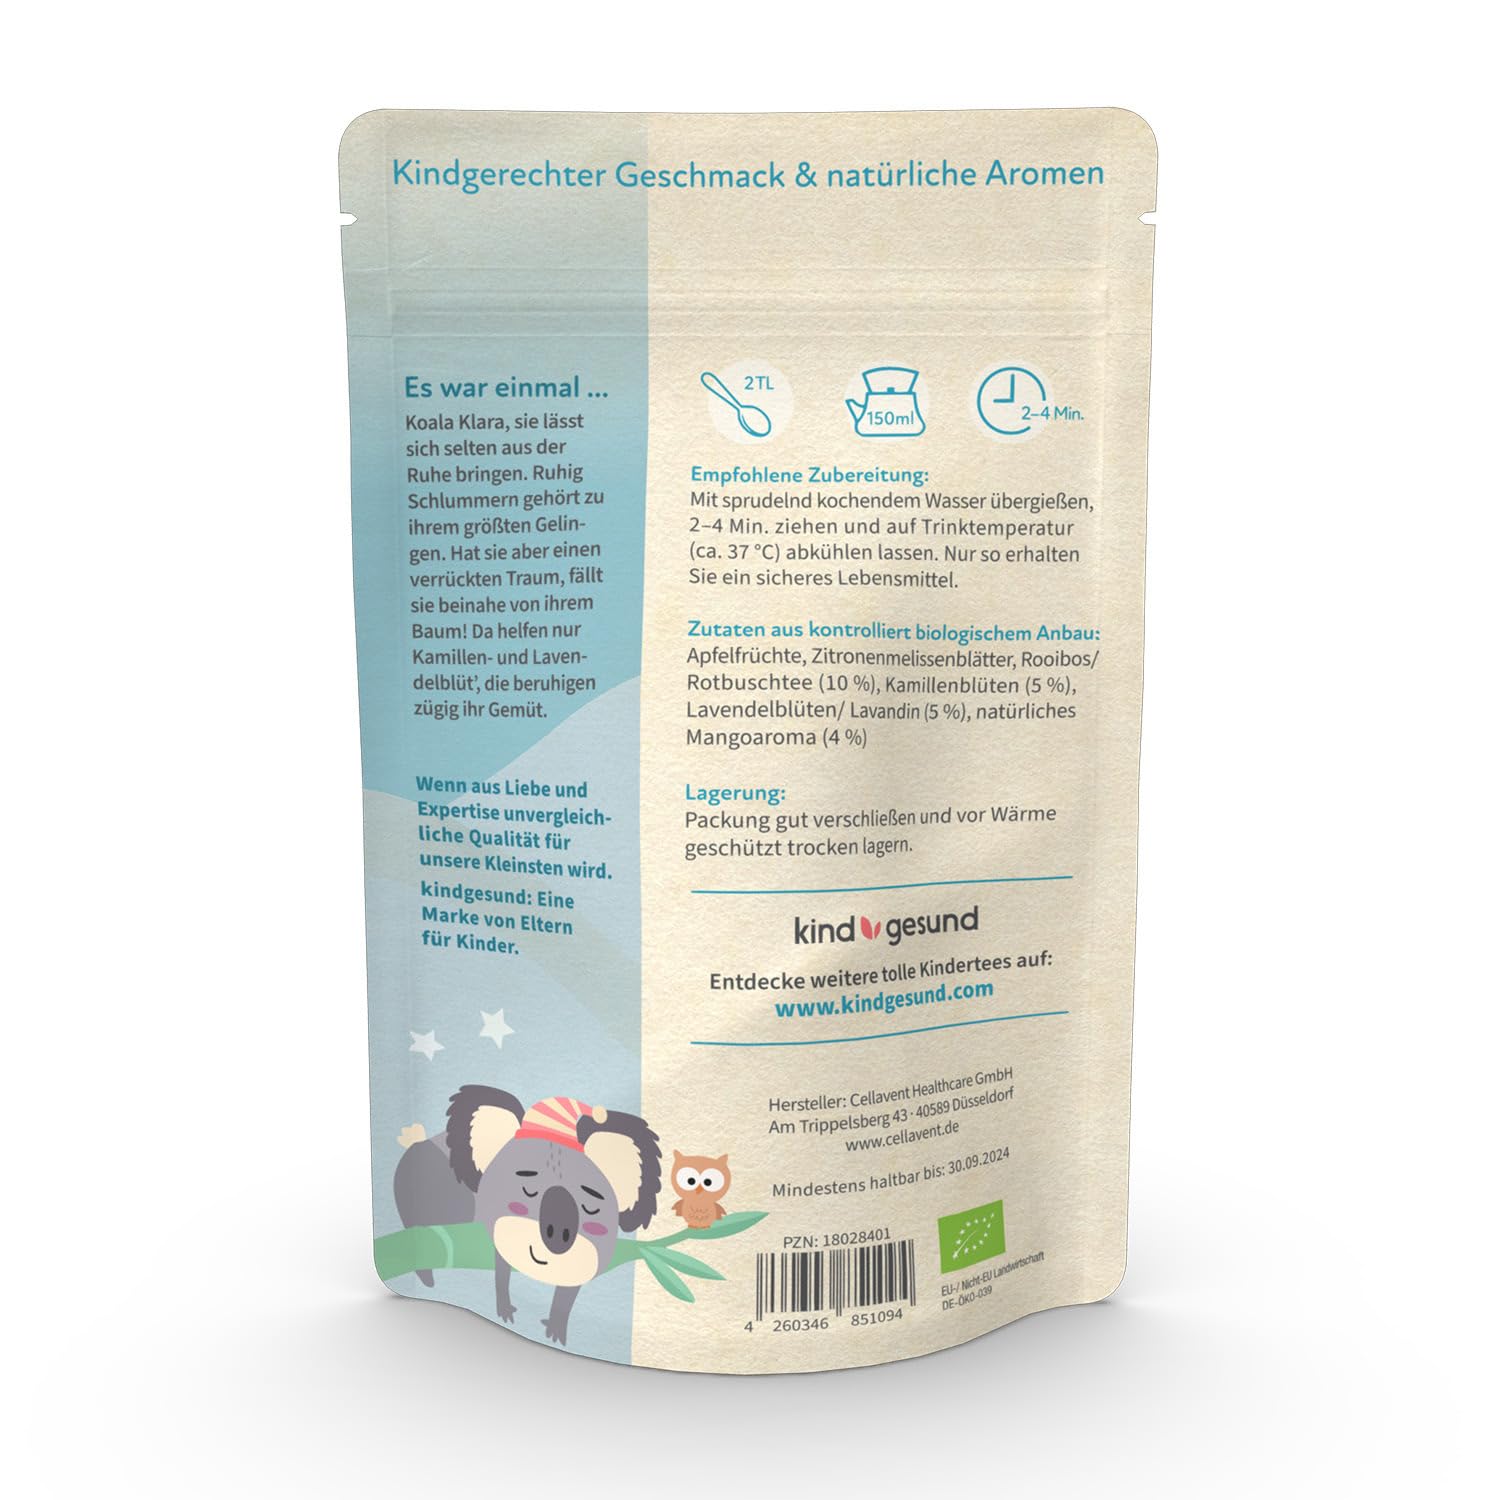 Kindgerechter Geschmack & natürliche Aromen
Es war einmal ...
Koala Klara, sie lässt
sich selten aus der
Ruhe bringen. Ruhig
Schlummern gehört zu
ihrem größten Gelin-
gen. Hat sie aber einen
verrückten Traum, fällt
sie beinahe von ihrem
Baum! Da helfen nur
Kamillen- und Laven-
delblüt’, die beruhigen
zügig ihr Gemüt.
Wenn aus Liebe und
Expertise unvergleich-
liche Qualität für
unsere Kleinsten wird.
kindgesund: Eine
Marke von Eltern
für Kinder.
2 TL
150ml
2–4 Min.
Empfohlene Zubereitung:
Mit sprudelnd kochendem Wasser übergießen,
2–4 Min. ziehen und auf Trinktemperatur
(ca. 37 °C) abkühlen lassen. Nur so erhalten
Sie ein sicheres Lebensmittel.
Zutaten aus kontrolliert biologischem Anbau:
Apfelfrüchte, Zitronenmelissenblätter, Rooibos/
Rotbuschtee (10 %), Kamillenblüten (5 %),
Lavendelblüten/ Lavandin (5 %), natürliches
Mangoaroma (4 %)
Lagerung:
Packung gut verschließen und vor Wärme
geschützt trocken lagern.
kind gesund
Entdecke weitere tolle Kindertees auf:
www.kindgesund.com
Hersteller: Cellavent Healthcare GmbH
Am Trippelsberg 43 · 40589 Düsseldorf
www.cellavent.de
Mindestens haltbar bis: 30.09.2024
PZN: 18028401
4 260346 851094
EU-/ Nicht-EU Landwirtschaft
DE-ÖKO-039